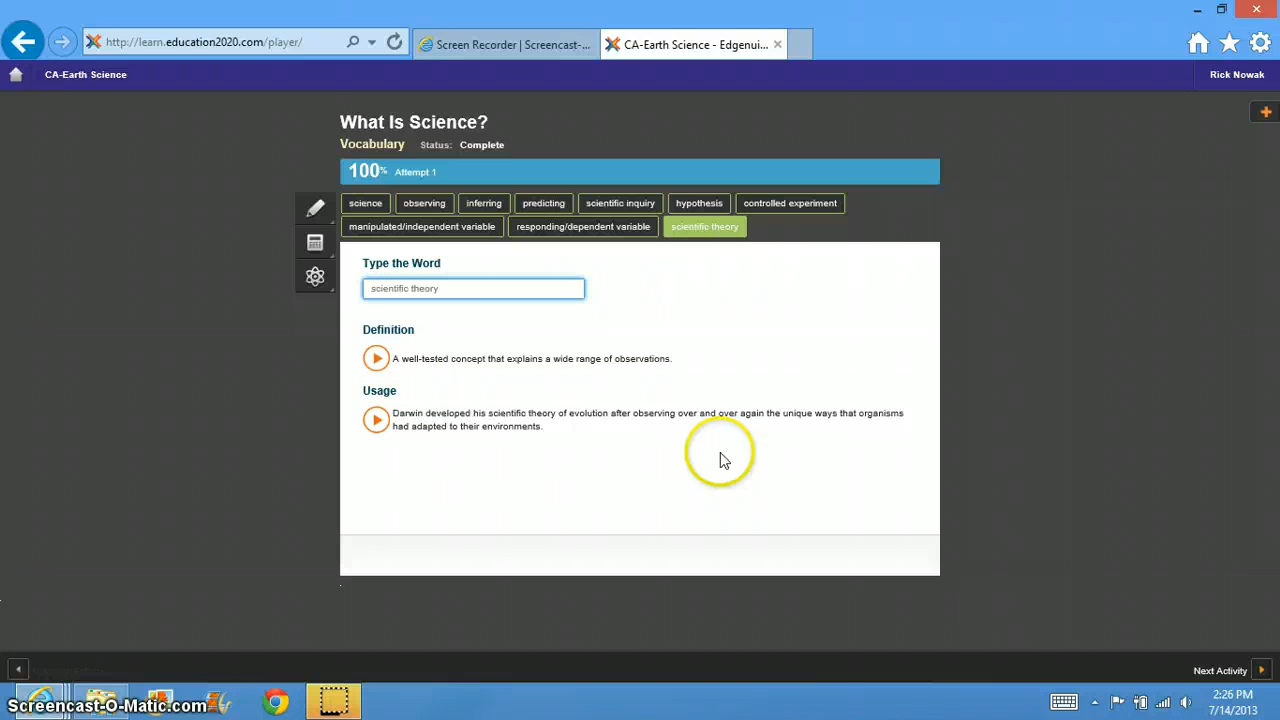 http://learn.education2020.com/player/
Screen Recorder | Screencast-...
CA-Earth Science - Edgenui...
CA-Earth Science
Rick Nowak
What Is Science?
Vocabulary Status: Complete
100% Attempt 1
science observing inferring predicting scientific inquiry hypothesis controlled experiment
manipulated/independent variable responding/dependent variable scientific theory
Type the Word
scientific theory
Definition
A well-tested concept that explains a wide range of observations.
Usage
Darwin developed his scientific theory of evolution after observing over and over again the unique ways that organisms
had adapted to their environments.
Next Activity
Screencast-O-Matic.com
2:26 PM
7/14/2013